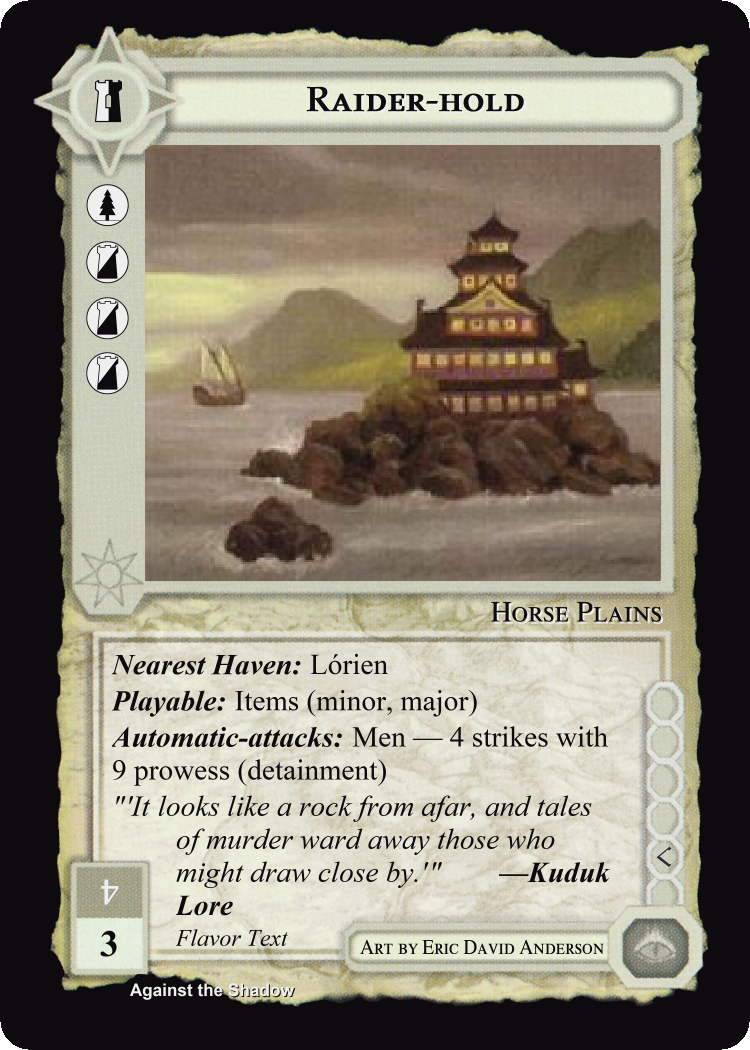 RAIDER-HOLD
HORSE PLAINS
Nearest Haven: Lórien
Playable: Items (minor, major)
Automatic-attacks: Men — 4 strikes with
9 prowess (detainment)
"'It looks like a rock from afar, and tales
of murder ward away those who
might draw close by.'" —Kuduk
Lore
Flavor Text
4
3
ART BY ERIC DAVID ANDERSON
Against the Shadow